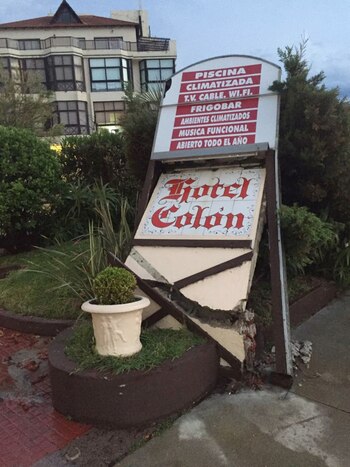 PISCINA
CLIMATIZADA
T.V. CABLE, WI.FI.
FRIGOBAR
AMBIENTES CLIMATIZADOS
MUSICA FUNCIONAL
ABIERTO TODO EL AÑO
Hotel
Colón